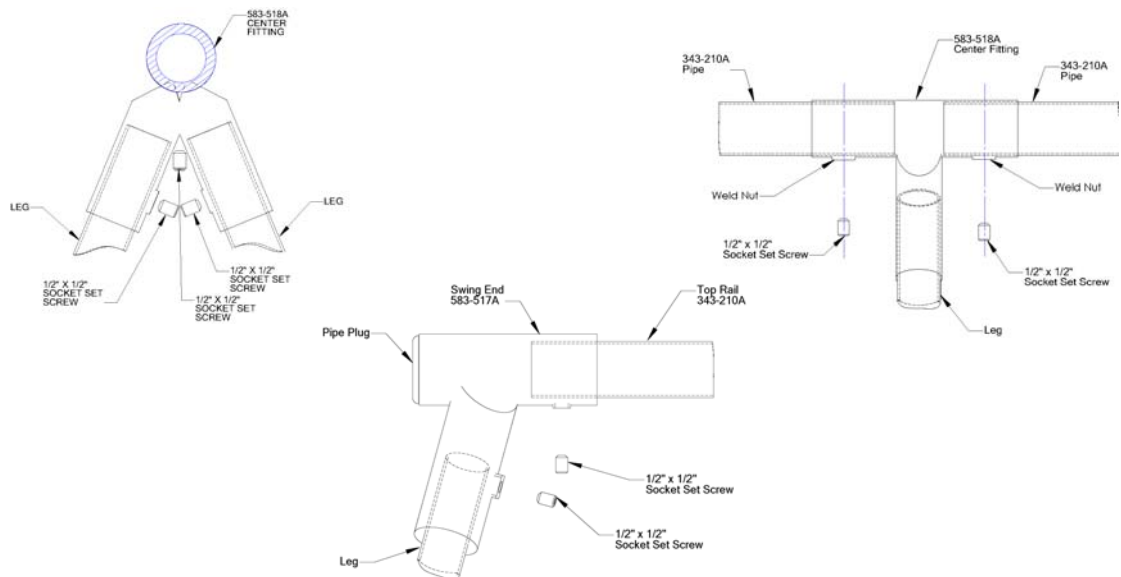 583-518A
CENTER
FITTING
LEG
LEG
1/2" X 1/2"
SOCKET SET
SCREW
1/2" X 1/2"
SOCKET SET
SCREW
1/2" X 1/2"
SOCKET SET
SCREW
583-518A
Center Fitting
343-210A
Pipe
343-210A
Pipe
Weld Nut
Weld Nut
1/2" x 1/2"
Socket Set Screw
1/2" x 1/2"
Socket Set Screw
Leg
Swing End
583-517A
Top Rail
343-210A
Pipe Plug
1/2" x 1/2"
Socket Set Screw
1/2" x 1/2"
Socket Set Screw
Leg